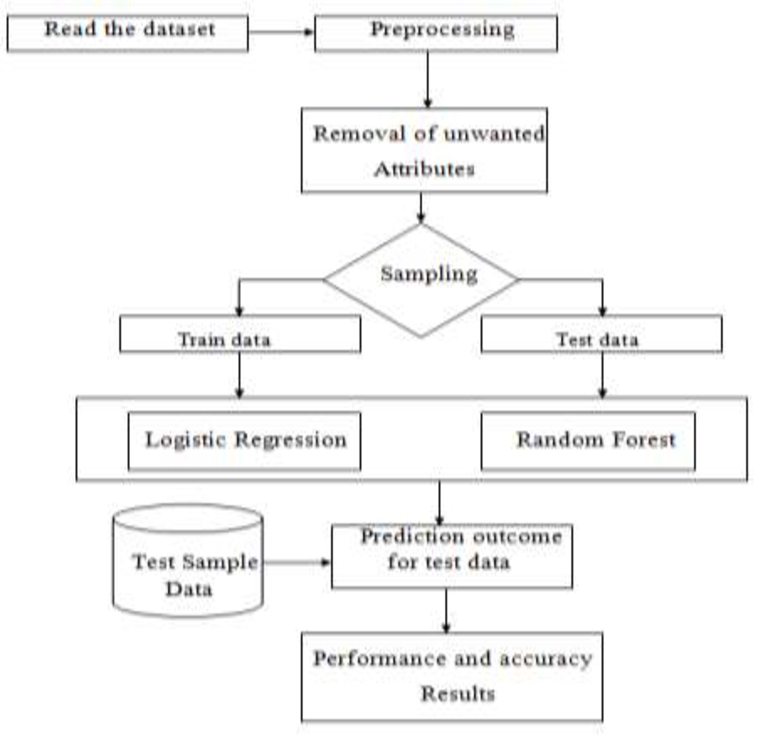 Read the dataset
Preprocessing
Removal of unwanted
Attributes
Sampling
Train data
Test data
Logistic Regression
Random Forest
Prediction outcome
for test data
Test Sample
Data
Performance and accuracy
Results